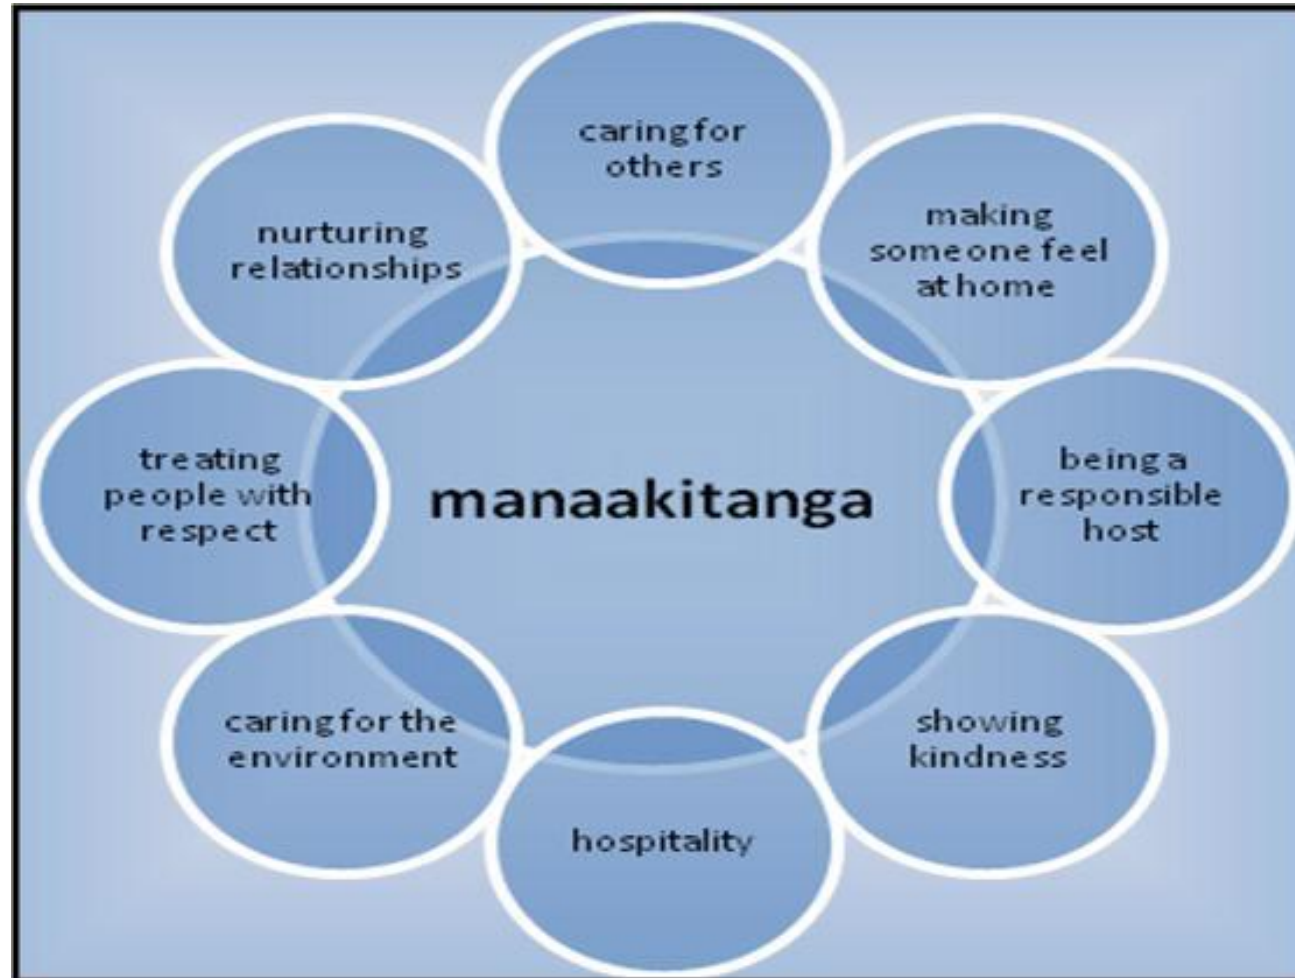 caring for
others
making
someone feel
at home
being a
responsible
host
showing
kindness
hospitality
caring for the
environment
treating
people with
respect
nurturing
relationships
manaakitanga